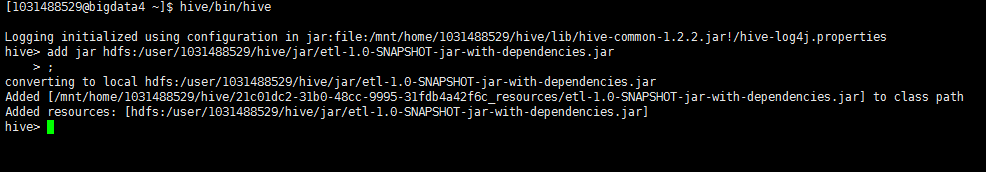 [1031488529@bigdata4 ~]$ hive/bin/hive
Logging initialized using configuration in jar:file:/mnt/home/1031488529/hive/lib/hive-common-1.2.2.jar!/hive-log4j.properties
hive> add jar hdfs:/user/1031488529/hive/jar/etl-1.0-SNAPSHOT-jar-with-dependencies.jar
    > ;
converting to local hdfs:/user/1031488529/hive/jar/etl-1.0-SNAPSHOT-jar-with-dependencies.jar
Added [/mnt/home/1031488529/hive/21c01dc2-31b0-48cc-9995-31fdb4a42f6c_resources/etl-1.0-SNAPSHOT-jar-with-dependencies.jar] to class path
Added resources: [hdfs:/user/1031488529/hive/jar/etl-1.0-SNAPSHOT-jar-with-dependencies.jar]
hive>